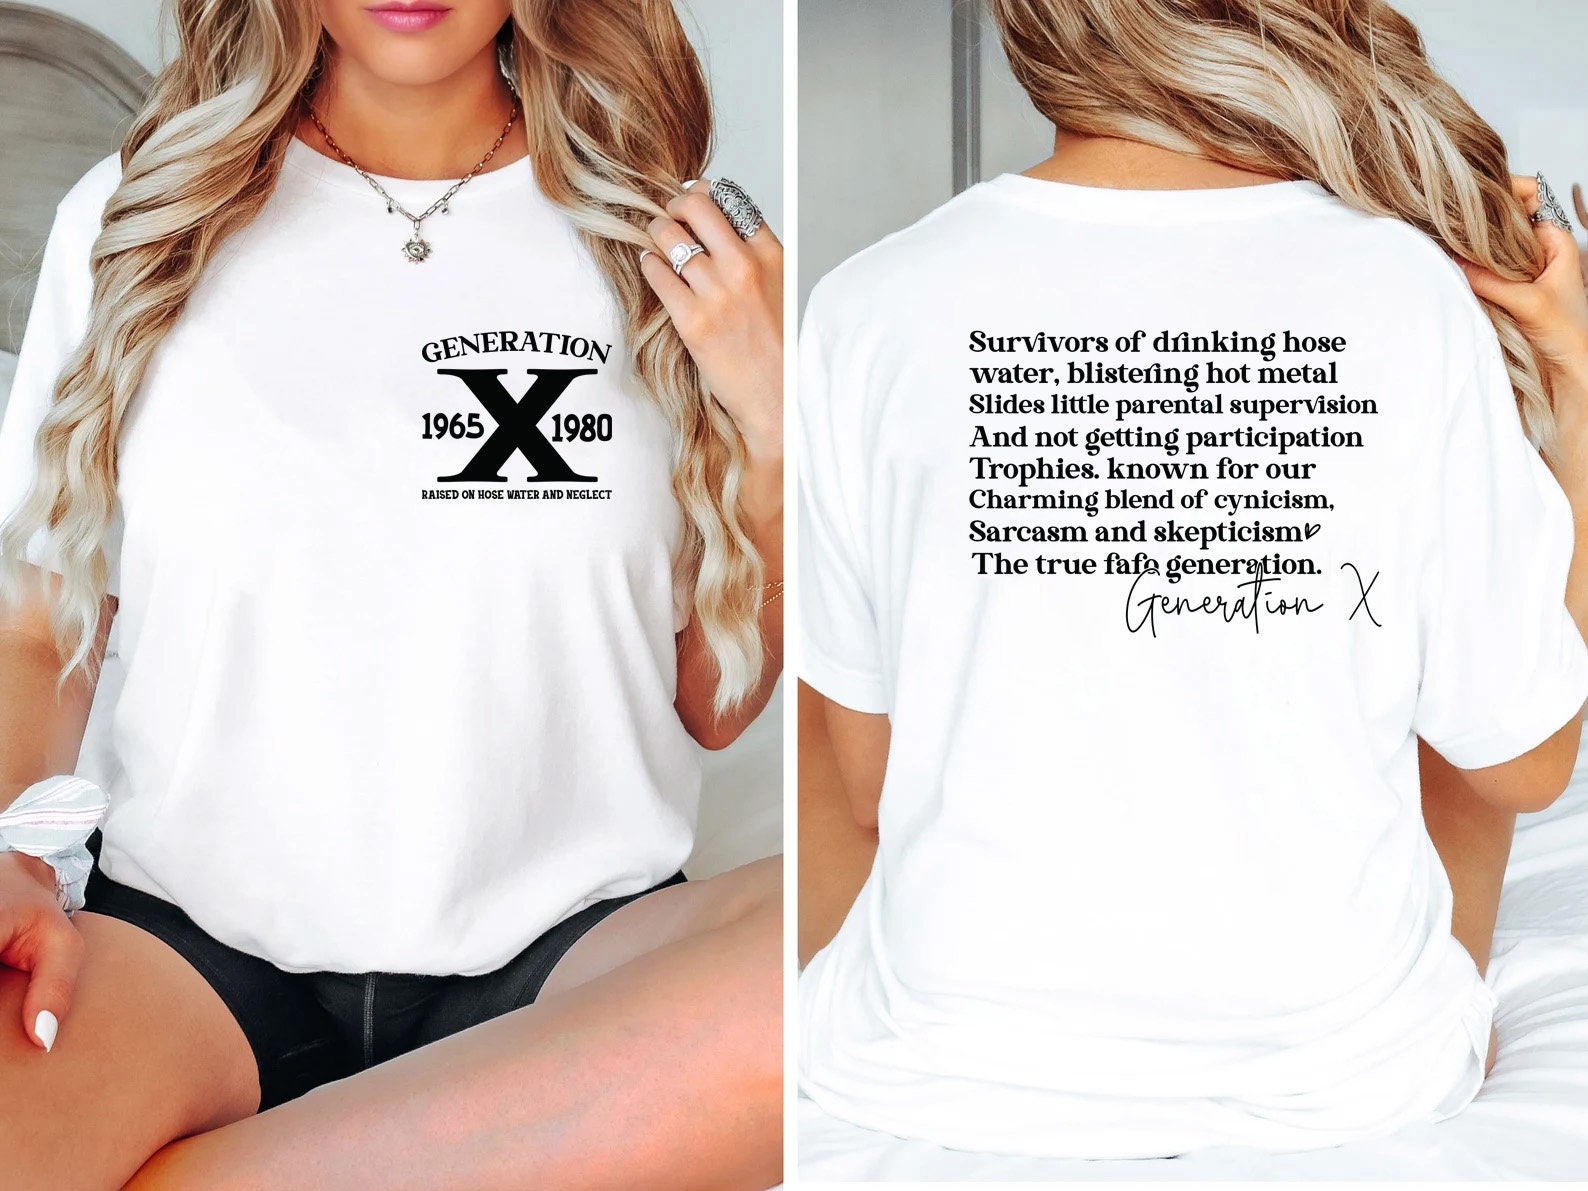 GENERATION
X
1965 1980
RAISED ON HOSE WATER AND NEGLECT
Survivors of drinking hose
water, blistering hot metal
Slides little parental supervision
And not getting participation
Trophies. known for our
Charming blend of cynicism,
Sarcasm and skepticism
The true fafo generation.
Generation X